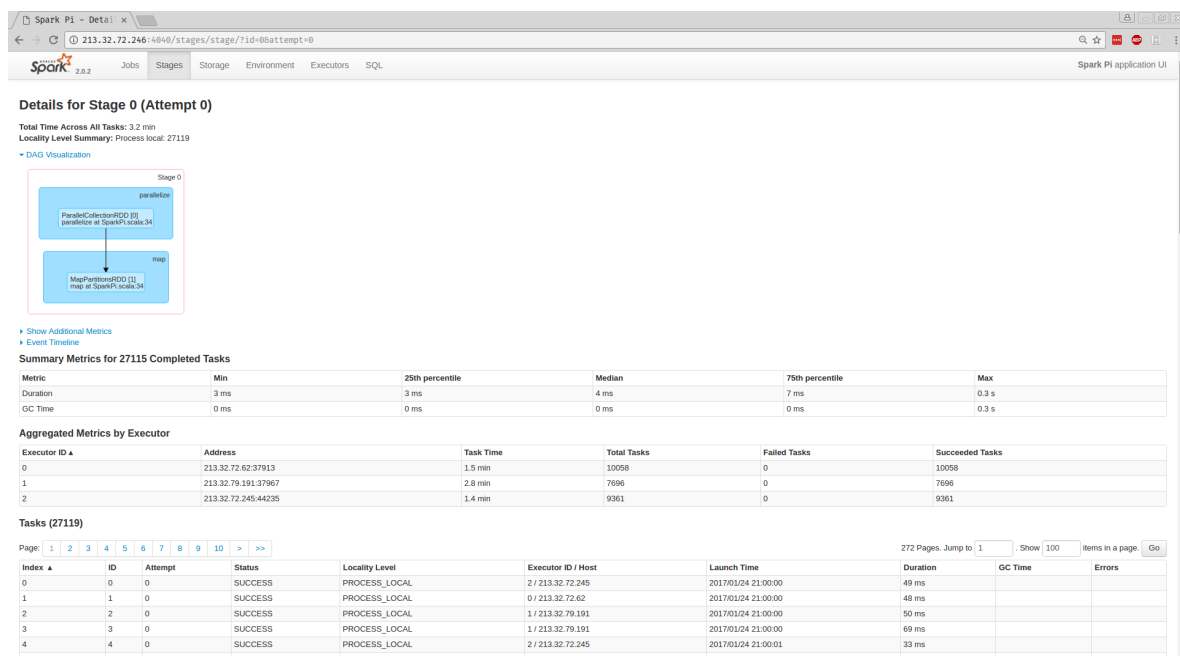 Spark Pi - Detai
213.32.72.246:4040/stages/stage/?id=0&attempt=0
APACHE Spark 2.0.2 Jobs Stages Storage Environment Executors SQL Spark Pi application UI
Details for Stage 0 (Attempt 0)
Total Time Across All Tasks: 3.2 min
Locality Level Summary: Process local: 27119
DAG Visualization
Stage 0
parallelize
ParallelCollectionRDD [0]
parallelize at SparkPi.scala:34
map
MapPartitionsRDD [1]
map at SparkPi.scala:34
Show Additional Metrics
Event Timeline
Summary Metrics for 27115 Completed Tasks
Metric Min 25th percentile Median 75th percentile Max
Duration 3 ms 3 ms 4 ms 7 ms 0.3 s
GC Time 0 ms 0 ms 0 ms 0 ms 0.3 s
Aggregated Metrics by Executor
Executor ID ▴ Address Task Time Total Tasks Failed Tasks Succeeded Tasks
0 213.32.72.62:37913 1.5 min 10058 0 10058
1 213.32.79.191:37967 2.8 min 7696 0 7696
2 213.32.72.245:44235 1.4 min 9361 0 9361
Tasks (27119)
Page: 1 2 3 4 5 6 7 8 9 10 > >> 272 Pages. Jump to 1 . Show 100 items in a page. Go
Index ▴ ID Attempt Status Locality Level Executor ID / Host Launch Time Duration GC Time Errors
0 0 0 SUCCESS PROCESS_LOCAL 2 / 213.32.72.245 2017/01/24 21:00:00 49 ms
1 1 0 SUCCESS PROCESS_LOCAL 0 / 213.32.72.62 2017/01/24 21:00:00 48 ms
2 2 0 SUCCESS PROCESS_LOCAL 1 / 213.32.79.191 2017/01/24 21:00:00 50 ms
3 3 0 SUCCESS PROCESS_LOCAL 1 / 213.32.79.191 2017/01/24 21:00:00 69 ms
4 4 0 SUCCESS PROCESS_LOCAL 2 / 213.32.72.245 2017/01/24 21:00:01 33 ms